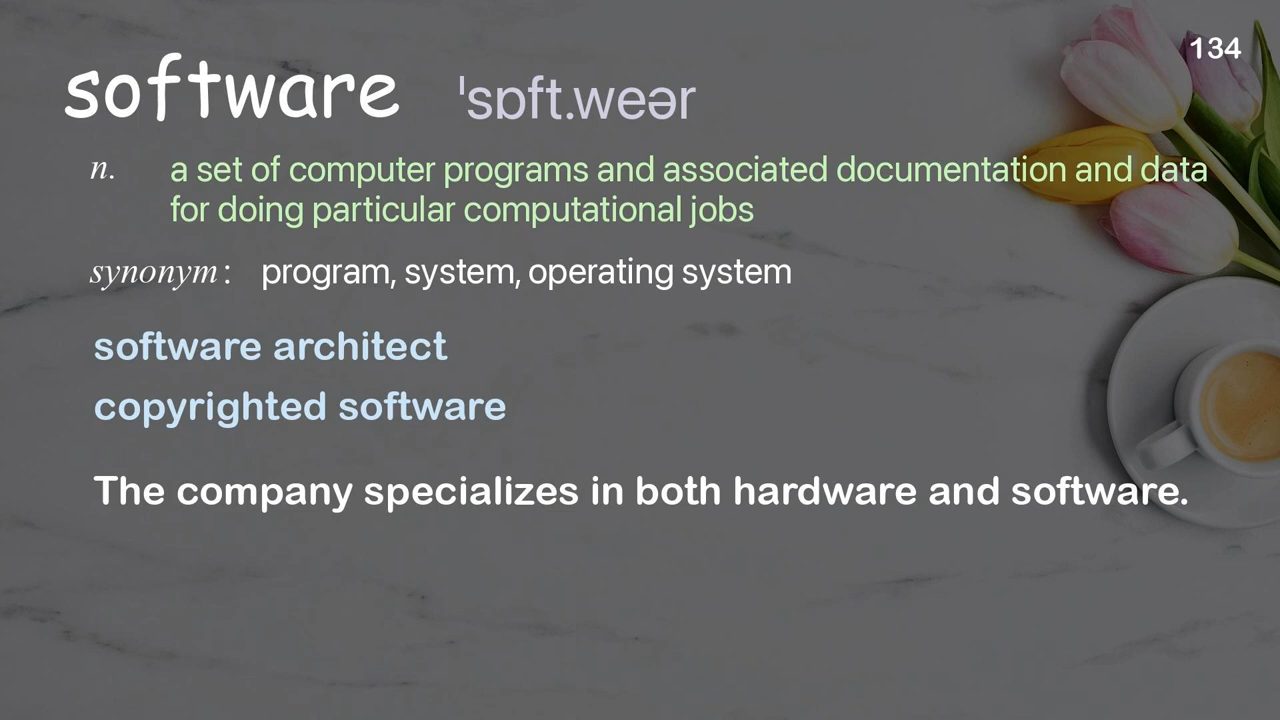 134
software ˈsɒft.weər
n. a set of computer programs and associated documentation and data
for doing particular computational jobs
synonym: program, system, operating system
software architect
copyrighted software
The company specializes in both hardware and software.